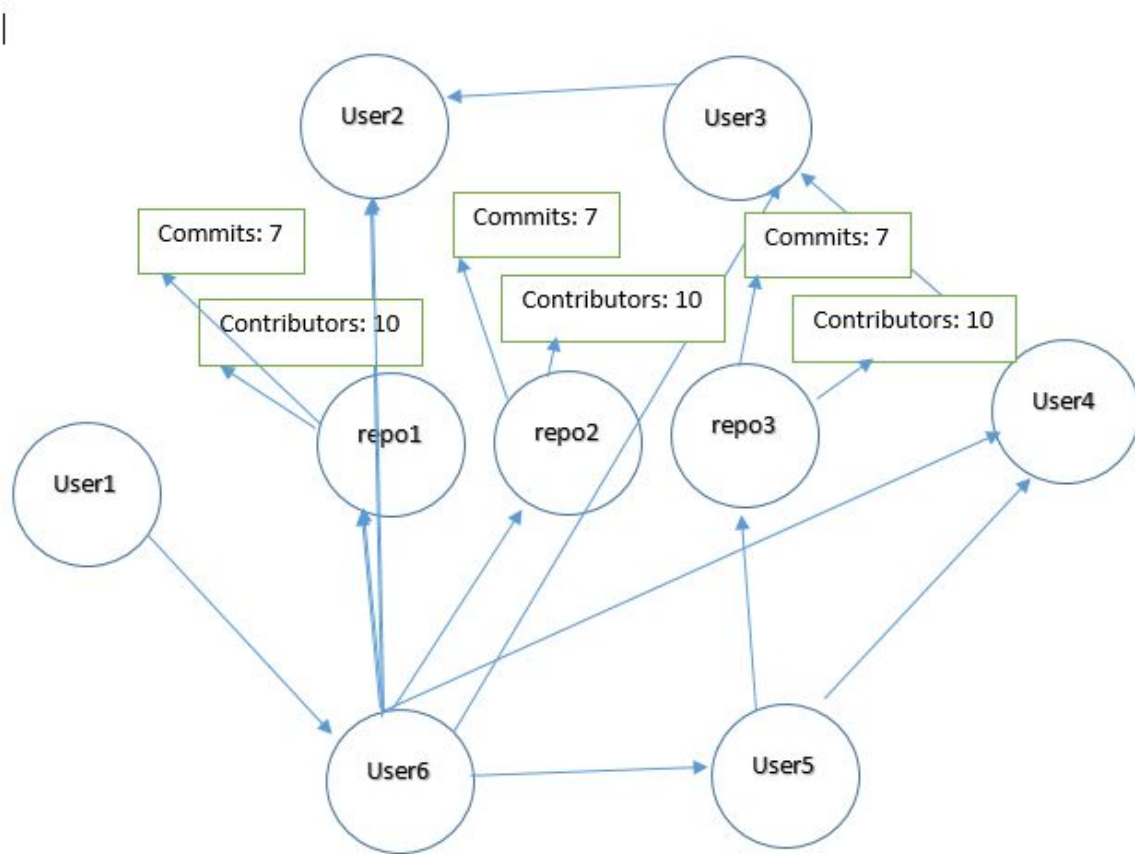 User2
User3
Commits: 7
Commits: 7
Commits: 7
Contributors: 10
Contributors: 10
Contributors: 10
User1
repo1
repo2
repo3
User4
User6
User5